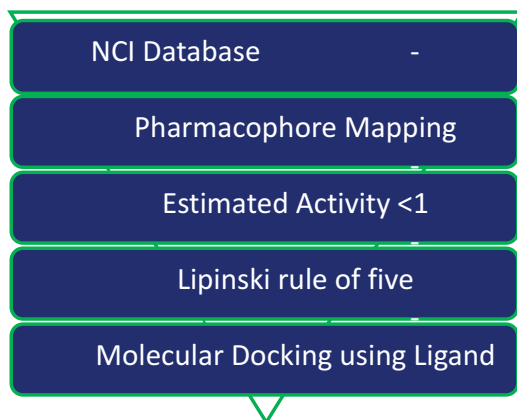 NCI Database -
Pharmacophore Mapping
Estimated Activity <1
Lipinski rule of five
Molecular Docking using Ligand